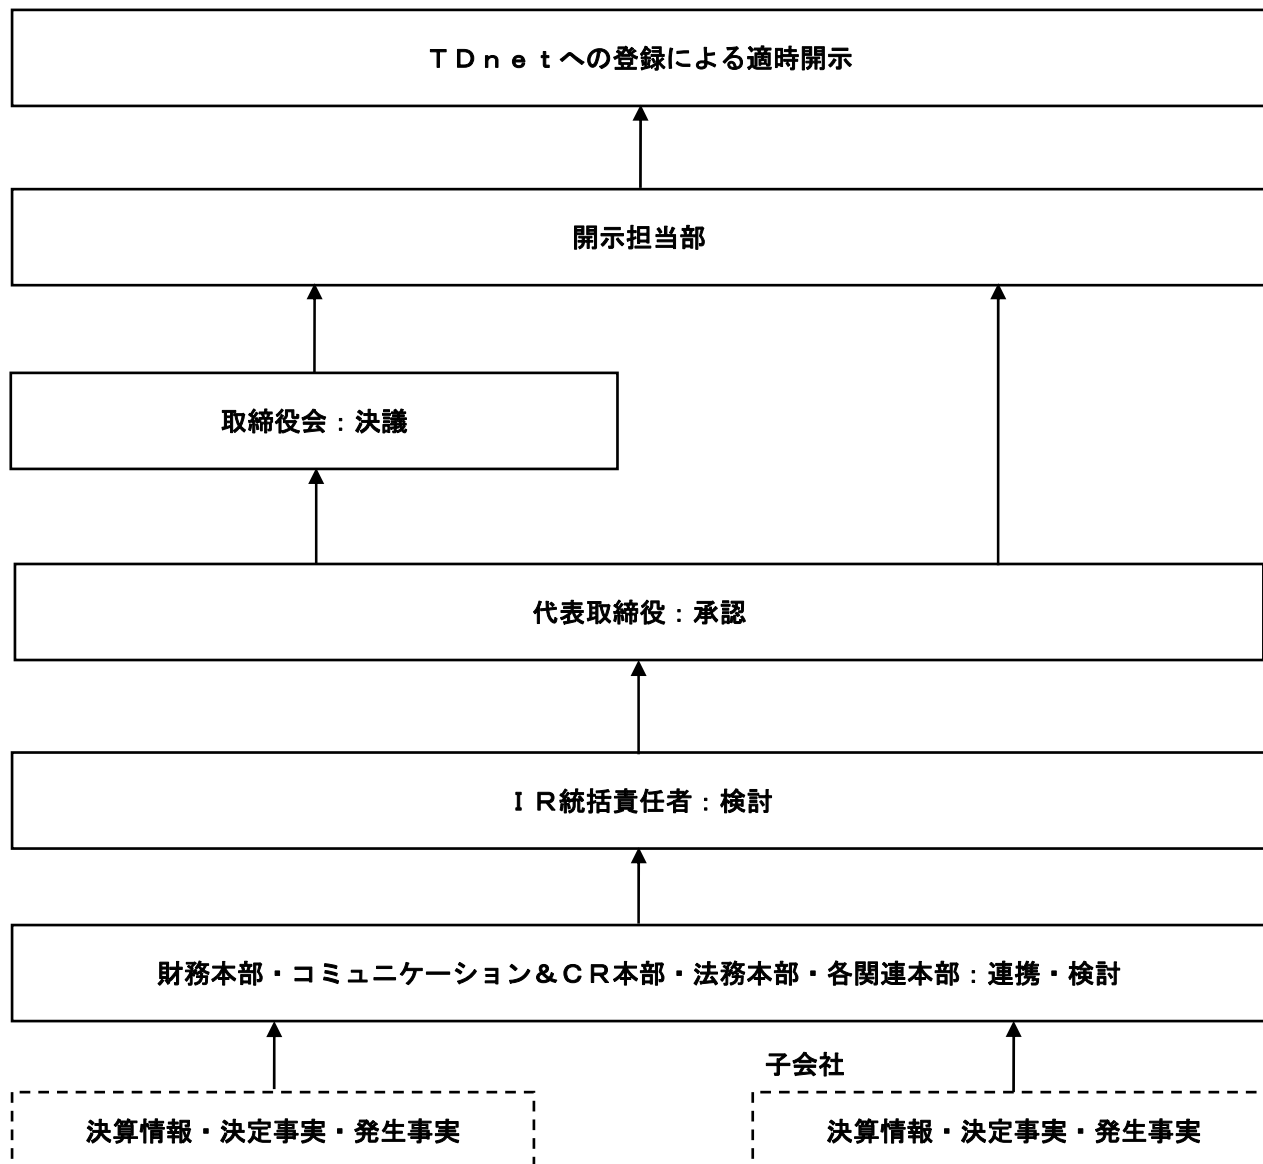 ＴＤｎｅｔへの登録による適時開示
開示担当部
取締役会：決議
代表取締役：承認
ＩＲ統括責任者：検討
財務本部・コミュニケーション＆ＣＲ本部・法務本部・各関連本部：連携・検討
子会社
決算情報・決定事実・発生事実
決算情報・決定事実・発生事実